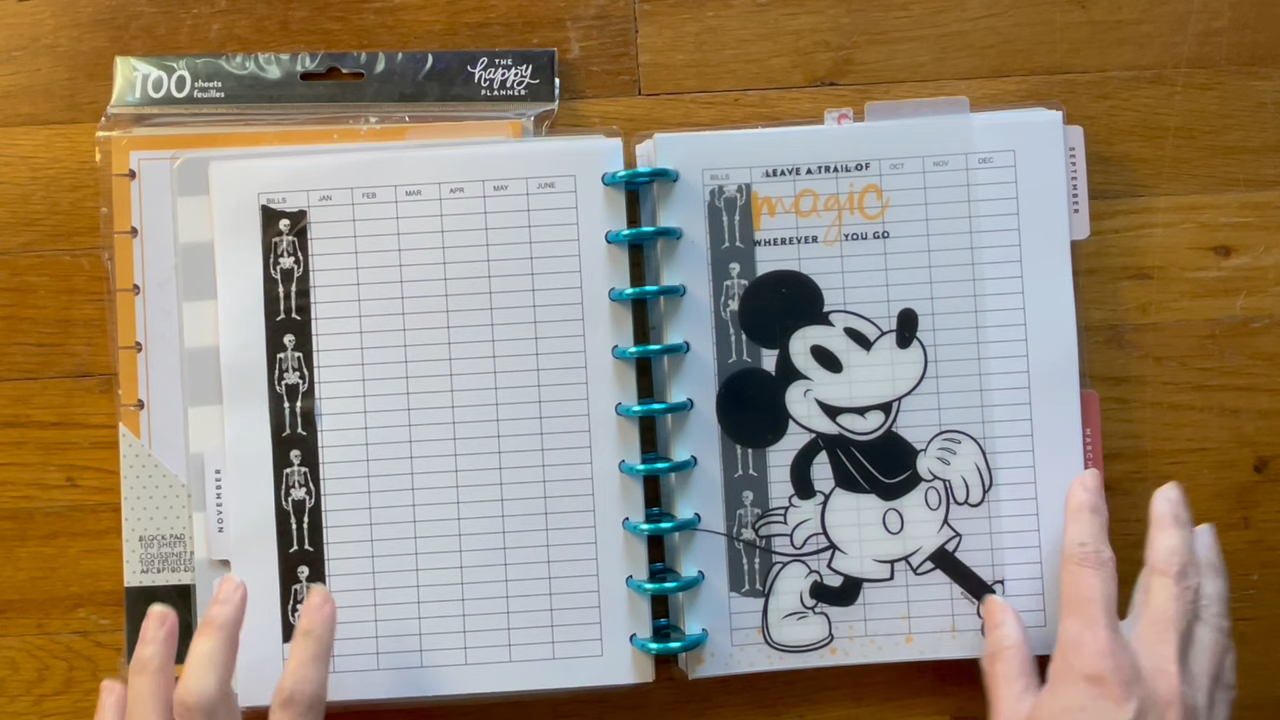 100 sheets
feuilles
THE
happy
PLANNER
BILLS JAN FEB MAR APR MAY JUNE
NOVEMBER
BLOCK PAD
100 SHEETS
100 FEUILLES
LEAVE A TRAIL OF
magic
WHEREVER YOU GO
BILLS OCT NOV DEC
SEPTEMBER
MARCH